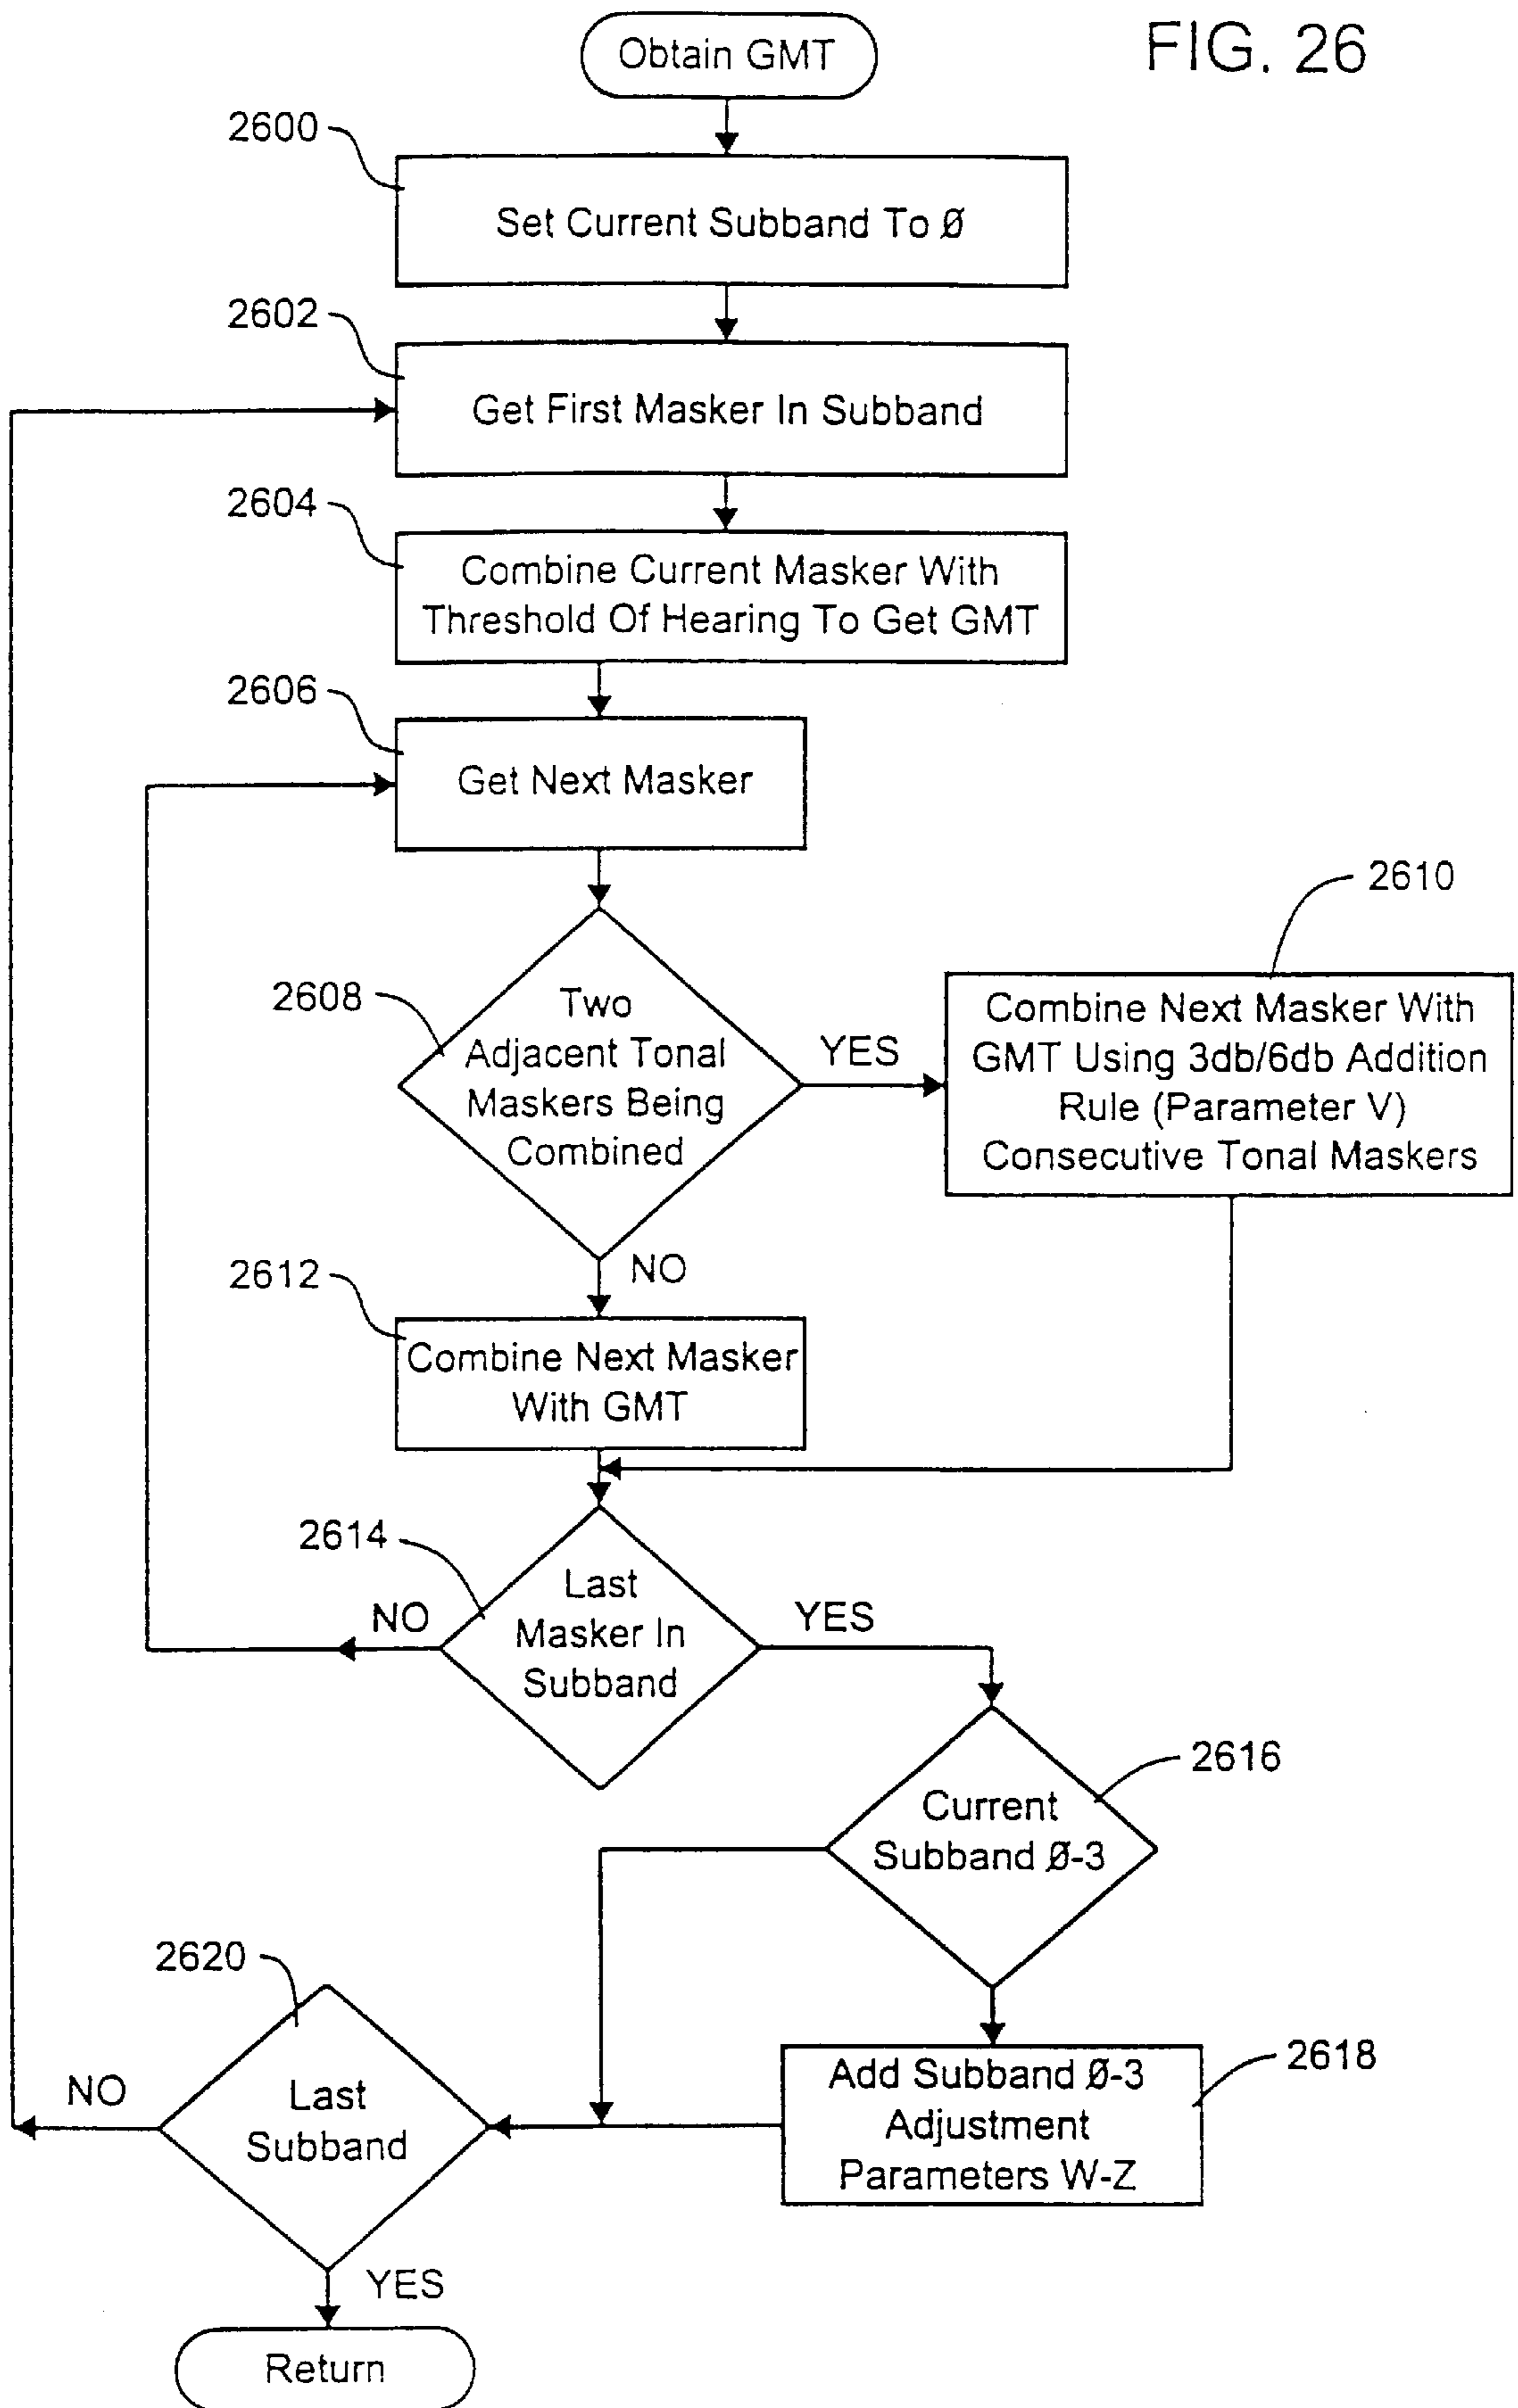 FIG. 26
Obtain GMT
2600
Set Current Subband To Ø
2602
Get First Masker In Subband
2604
Combine Current Masker With
Threshold Of Hearing To Get GMT
2606
Get Next Masker
2608
Two
Adjacent Tonal
Maskers Being
Combined
YES
2610
Combine Next Masker With
GMT Using 3db/6db Addition
Rule (Parameter V)
Consecutive Tonal Maskers
NO
2612
Combine Next Masker
With GMT
2614
Last
Masker In
Subband
NO
YES
2616
Current
Subband Ø-3
2618
Add Subband Ø-3
Adjustment
Parameters W-Z
2620
Last
Subband
NO
YES
Return